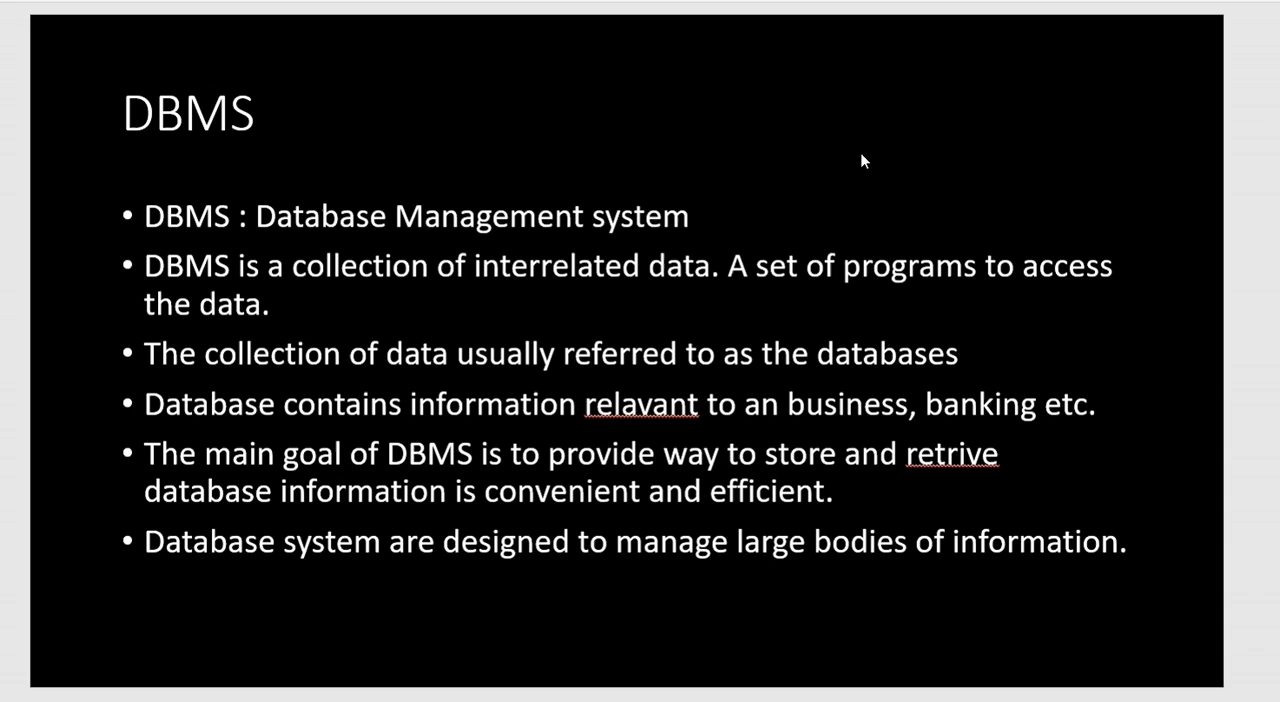 DBMS
• DBMS : Database Management system
• DBMS is a collection of interrelated data. A set of programs to access
the data.
• The collection of data usually referred to as the databases
• Database contains information relavant to an business, banking etc.
• The main goal of DBMS is to provide way to store and retrive
database information is convenient and efficient.
• Database system are designed to manage large bodies of information.